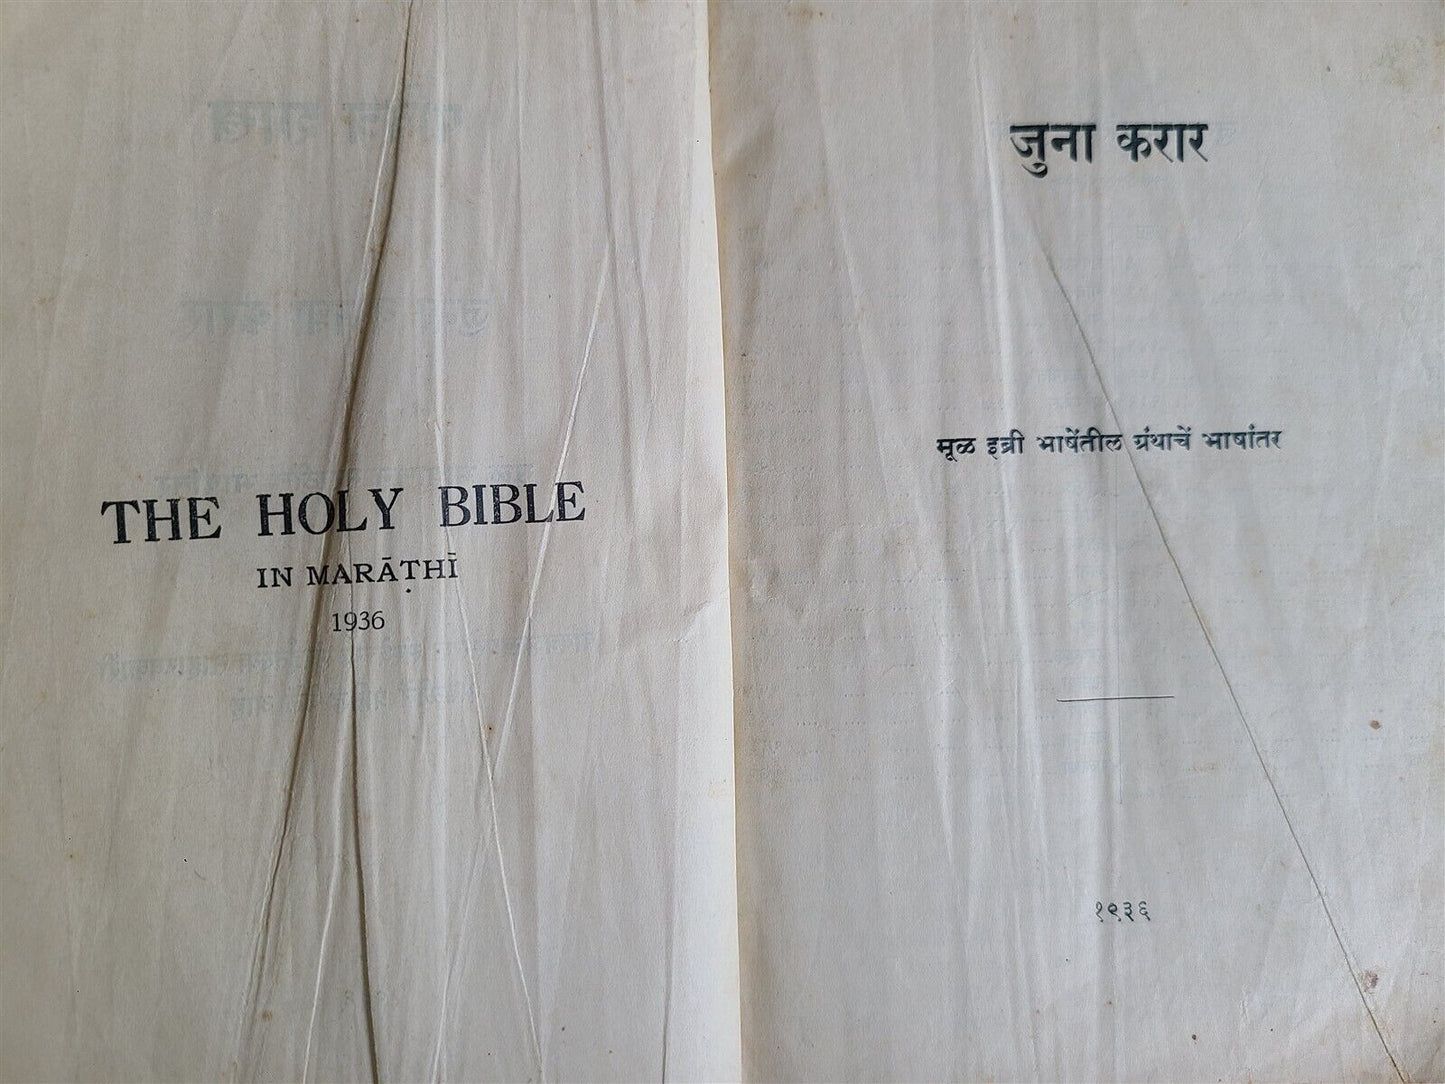 THE HOLY BIBLE
IN MARĀṬHĪ
1936
जुना करार
मूळ इब्री भाषेंतील ग्रंथाचें भाषांतर
१९३६